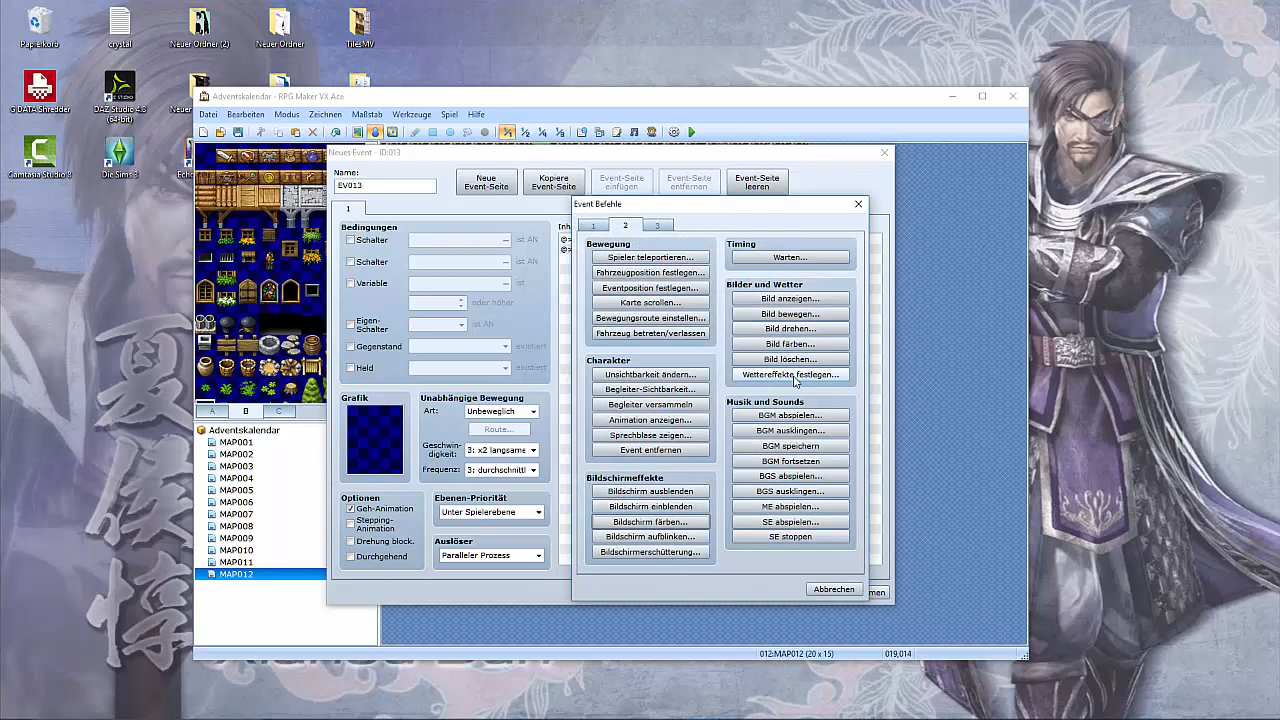 Papierkorb
crystal
Neuer Ordner (2)
Neuer Ordner
Tile-MV
G DATA Shredder
DAZ Studio 4.8
(64-bit)
Neuer
Camtasia Studio 8
Die Sims 3
Echo
夏
侯
惇
Adventskalendar - RPG Maker VX Ace
Datei Bearbeiten Modus Zeichnen Maßstab Werkzeuge Spiel Hilfe
Neues Event - ID:013
Name:
EV013
Neue
Event-Seite
Kopiere
Event-Seite
Event-Seite
einfügen
Event-Seite
entfernen
Event-Seite
leeren
1
Bedingungen
Schalter ist AN
Schalter ist AN
Variable ist
oder höher
Eigen-
Schalter ist AN
Gegenstand existiert
Held existiert
Grafik
Unabhängige Bewegung
Art: Unbeweglich
Route...
Geschwin-
digkeit: 3: x2 langsame
Frequenz: 3: durchschnittl
Optionen
Geh-Animation
Stepping-
Animation
Drehung block.
Durchgehend
Ebenen-Priorität
Unter Spielerebene
Auslöser
Paralleler Prozess
Inh
@>
@>
Event Befehle
1 2 3
Bewegung
Spieler teleportieren...
Fahrzeugposition festlegen...
Eventposition festlegen...
Karte scrollen...
Bewegungsroute einstellen...
Fahrzeug betreten/verlassen
Charakter
Unsichtbarkeit ändern...
Begleiter-Sichtbarkeit...
Begleiter versammeln
Animation anzeigen...
Sprechblase zeigen...
Event entfernen
Bildschirmeffekte
Bildschirm ausblenden
Bildschirm einblenden
Bildschirm färben...
Bildschirm aufblinken...
Bildschirmerschütterung...
Timing
Warten...
Bilder und Wetter
Bild anzeigen...
Bild bewegen...
Bild drehen...
Bild färben...
Bild löschen...
Wettereffekte festlegen...
Musik und Sounds
BGM abspielen...
BGM ausklingen...
BGM speichern
BGM fortsetzen
BGS abspielen...
BGS ausklingen...
ME abspielen...
SE abspielen...
SE stoppen
Abbrechen
men
A B C
Adventskalendar
MAP001
MAP002
MAP003
MAP004
MAP005
MAP006
MAP007
MAP008
MAP009
MAP010
MAP011
MAP012
012:MAP012 (20 x 15) 019,014